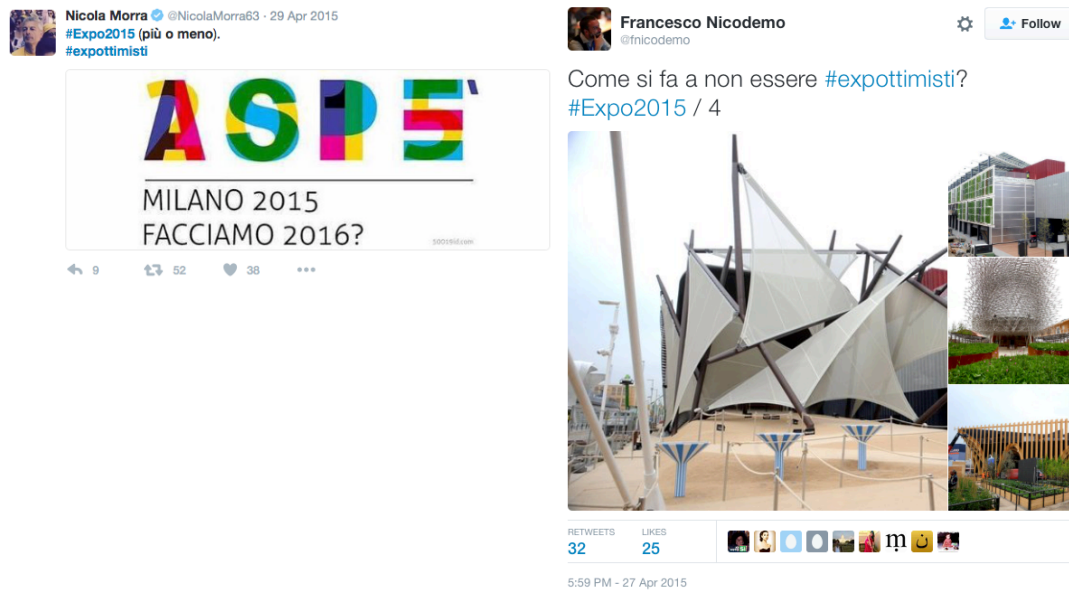 Nicola Morra @NicolaMorra63 · 29 Apr 2015
#Expo2015 (più o meno).
#expottimisti
ASP5'
MILANO 2015
FACCIAMO 2016?
9 52 38
Francesco Nicodemo
@fnicodemo
Follow
Come si fa a non essere #expottimisti?
#Expo2015 / 4
RETWEETS LIKES
32 25
5:59 PM - 27 Apr 2015